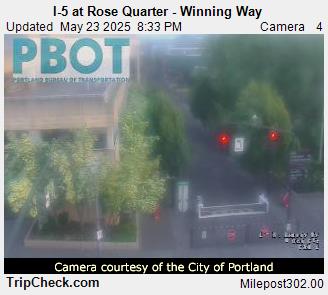 I-5 at Rose Quarter - Winning Way
Updated May 23 2025 8:33 PM Camera 4
PBOT
PORTLAND BUREAU OF TRANSPORTATION
Camera courtesy of the City of Portland
TripCheck.com Milepost302.00